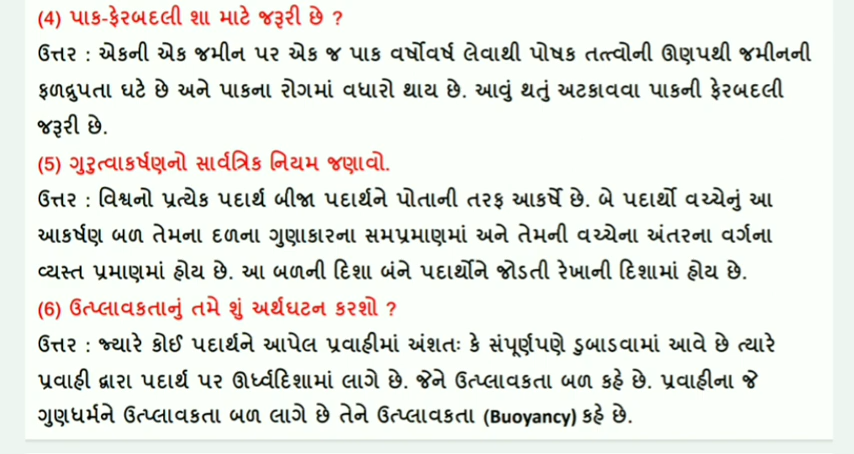 (4) પાક-ફેરબદલી શા માટે જરૂરી છે ?
ઉત્તર : એકની એક જમીન પર એક જ પાક વર્ષોવર્ષ લેવાથી પોષક તત્ત્વોની ઊણપથી જમીનની
ફળદ્રુપતા ઘટે છે અને પાકના રોગમાં વધારો થાય છે. આવું થતું અટકાવવા પાકની ફેરબદલી
જરૂરી છે.
(5) ગુરુત્વાકર્ષણનો સાર્વત્રિક નિયમ જણાવો.
ઉત્તર : વિશ્વનો પ્રત્યેક પદાર્થ બીજા પદાર્થને પોતાની તરફ આકર્ષે છે. બે પદાર્થો વચ્ચેનું આ
આકર્ષણ બળ તેમના દળના ગુણાકારના સમપ્રમાણમાં અને તેમની વચ્ચેના અંતરના વર્ગના
વ્યસ્ત પ્રમાણમાં હોય છે. આ બળની દિશા બંને પદાર્થોને જોડતી રેખાની દિશામાં હોય છે.
(6) ઉત્પ્લાવકતાનું તમે શું અર્થઘટન કરશો ?
ઉત્તર : જ્યારે કોઈ પદાર્થને આપેલ પ્રવાહીમાં અંશતઃ કે સંપૂર્ણપણે ડુબાડવામાં આવે છે ત્યારે
પ્રવાહી દ્વારા પદાર્થ પર ઊર્ધ્વદિશામાં લાગે છે. જેને ઉત્પ્લાવકતા બળ કહે છે. પ્રવાહીના જે
ગુણધર્મને ઉત્પ્લાવકતા બળ લાગે છે તેને ઉત્પ્લાવકતા (Buoyancy) કહે છે.